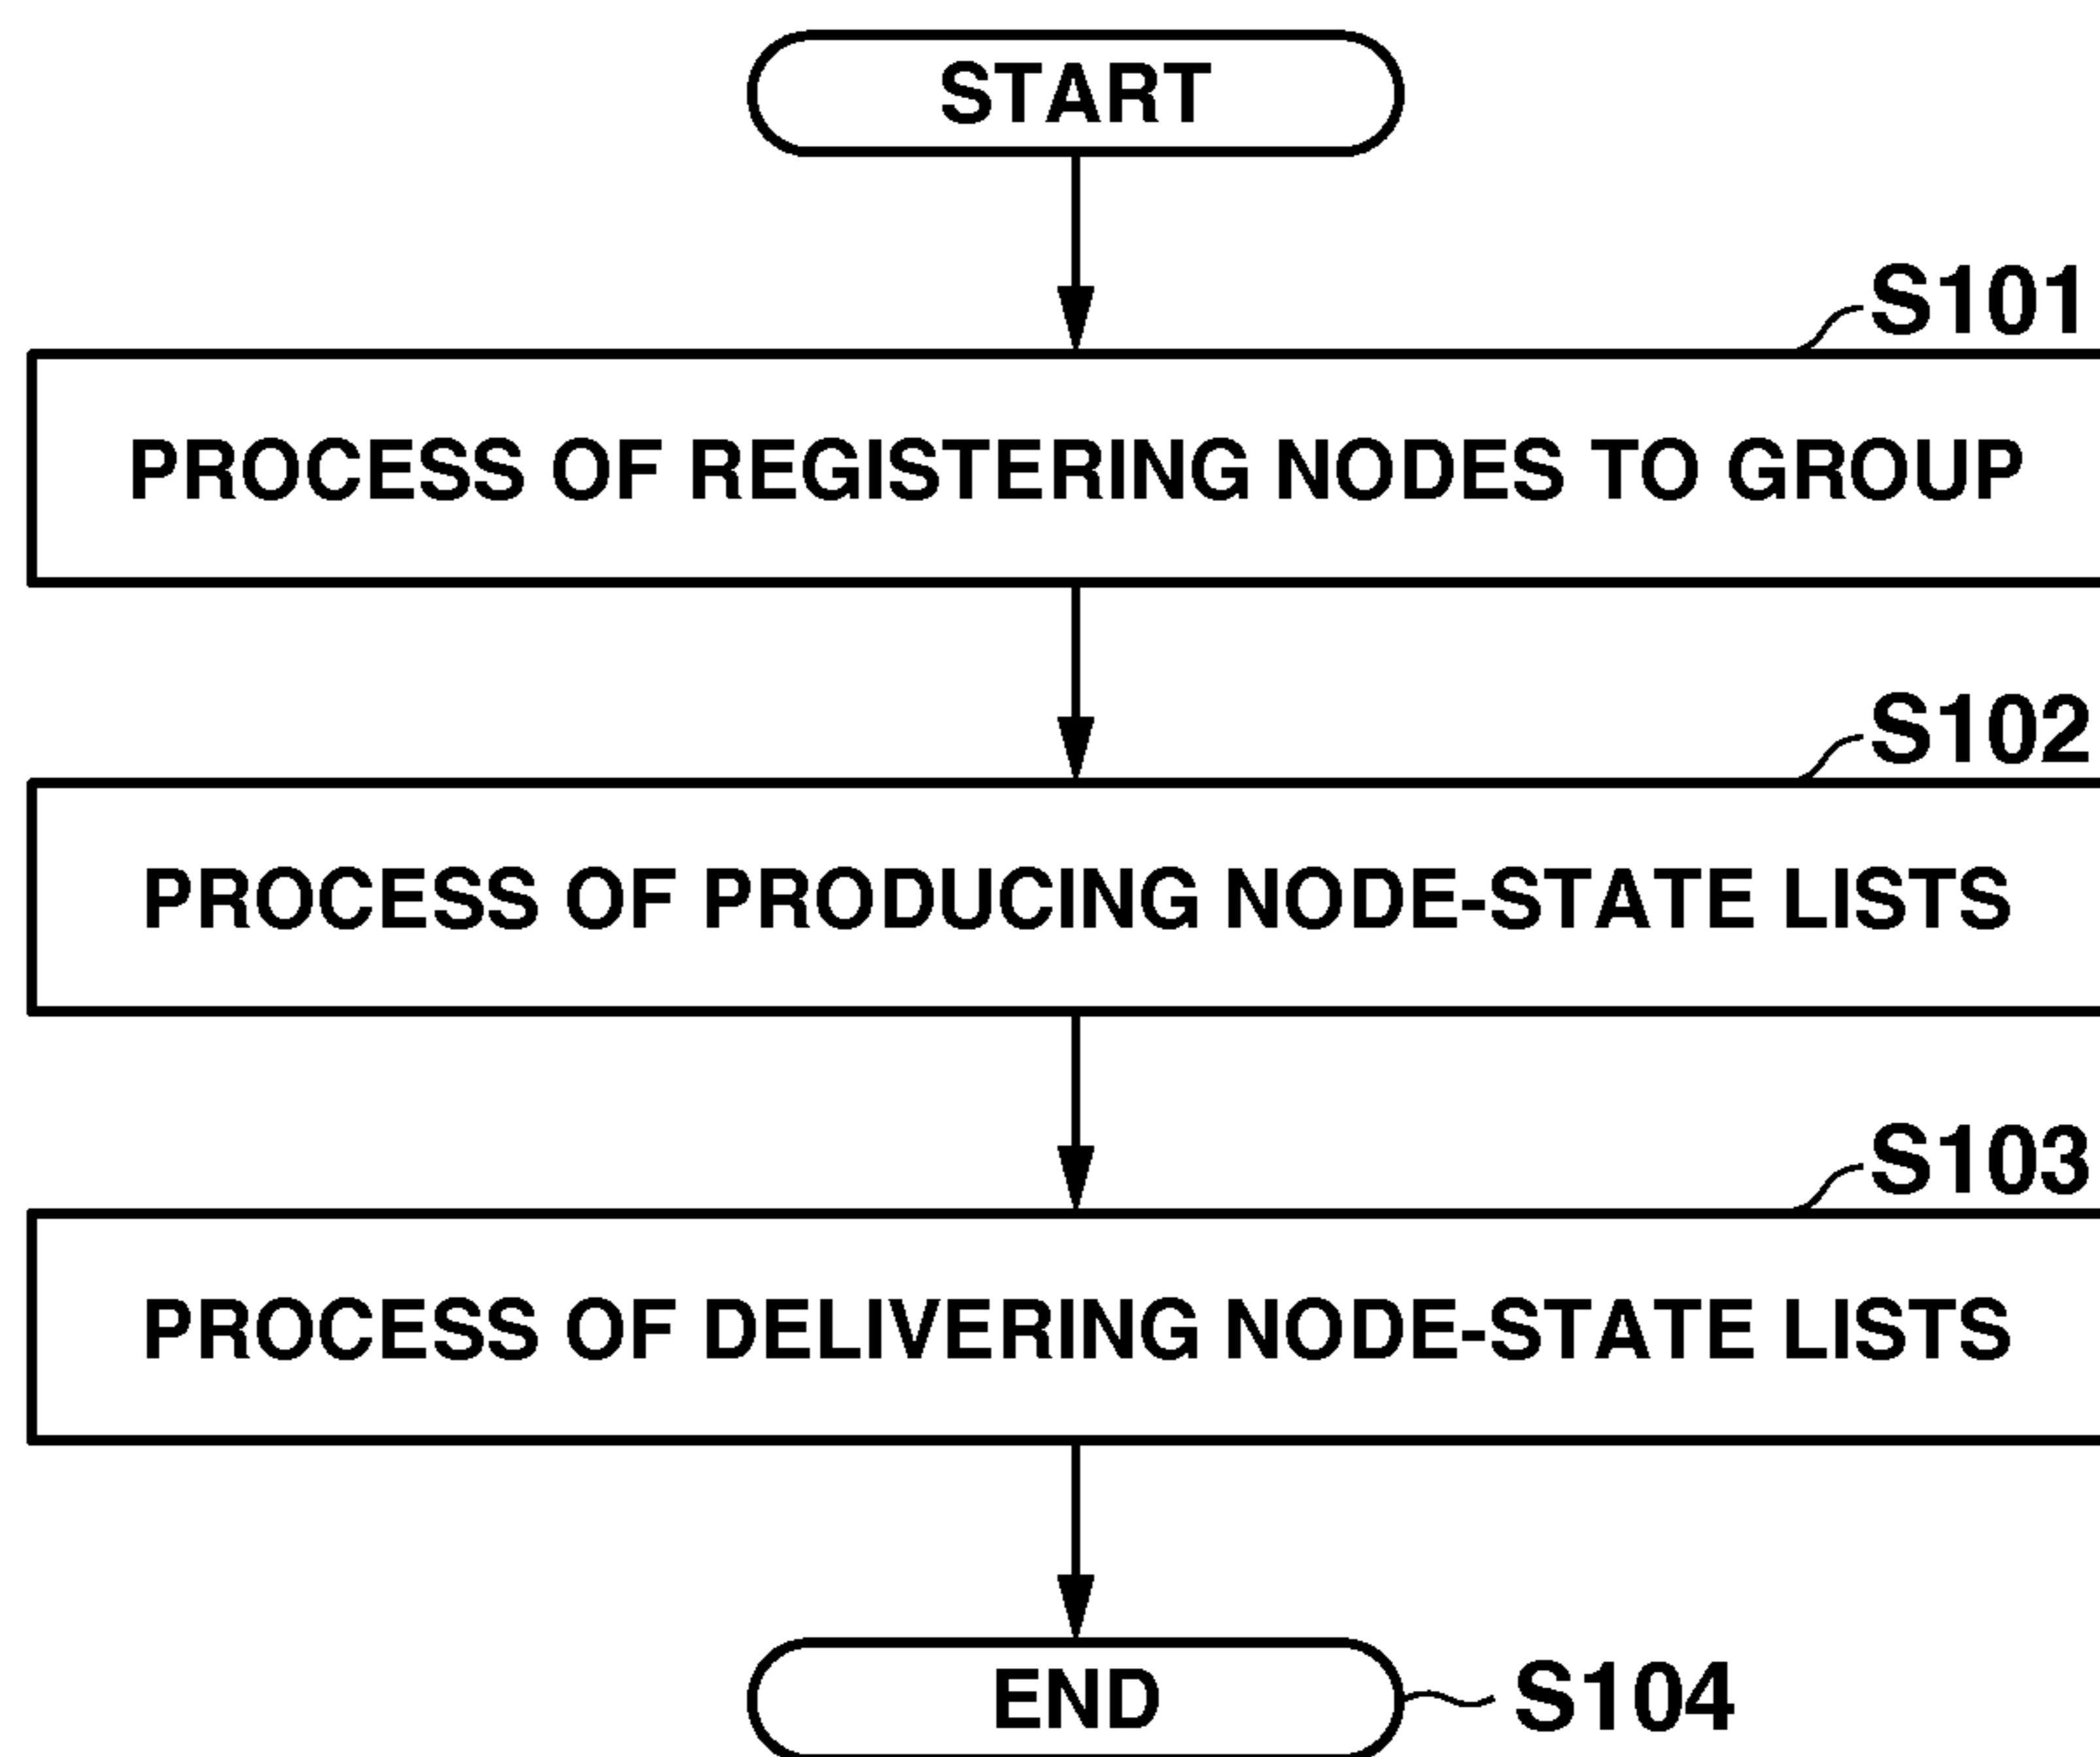 START
S101
PROCESS OF REGISTERING NODES TO GROUP
S102
PROCESS OF PRODUCING NODE-STATE LISTS
S103
PROCESS OF DELIVERING NODE-STATE LISTS
END
S104